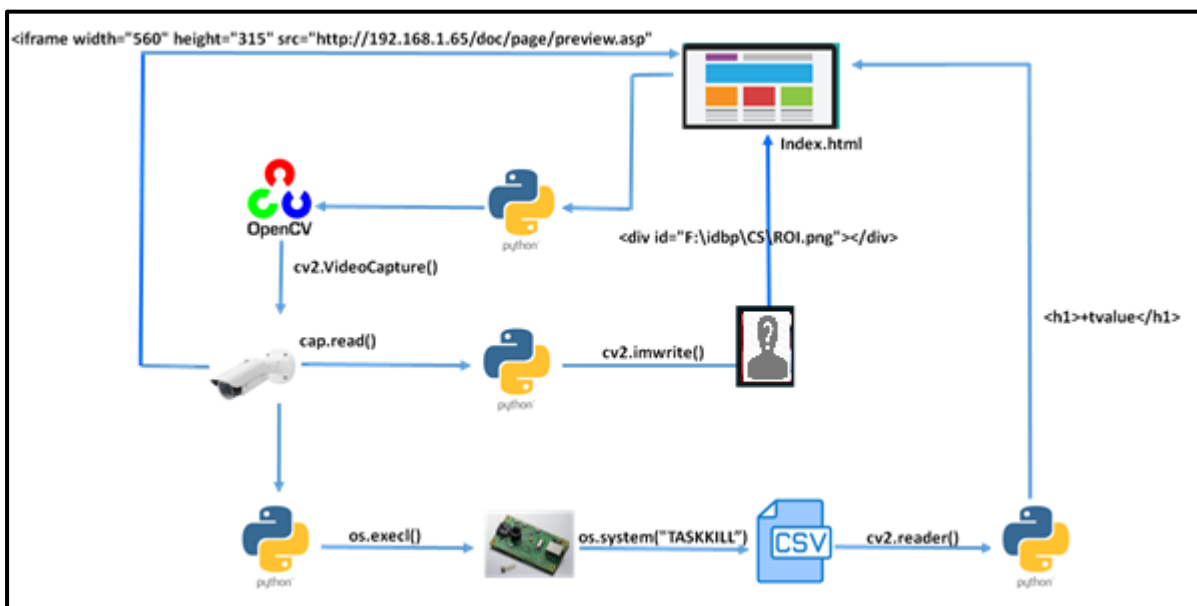 <iframe width="560" height="315" src="http://192.168.1.65/doc/page/preview.asp"
Index.html
OpenCV
python
<div id="F:\idbp\CS\ROI.png"></div>
cv2.VideoCapture()
<h1>+tvalue</h1>
cap.read()
cv2.imwrite()
python
os.execl()
os.system("TASKKILL")
CSV
cv2.reader()
python
python